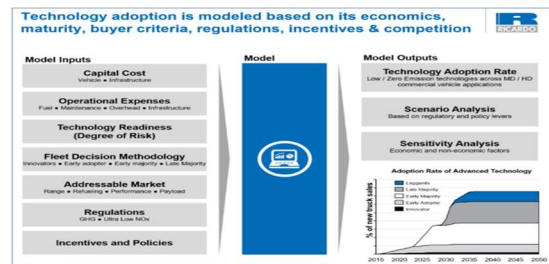 Technology adoption is modeled based on its economics,
maturity, buyer criteria, regulations, incentives & competition
RICARDO
Model Inputs
Capital Cost
Vehicle • Infrastructure
Operational Expenses
Fuel • Maintenance • Overhead • Infrastructure
Technology Readiness
(Degree of Risk)
Fleet Decision Methodology
Innovators • Early adopter • Early majority • Late Majority
Addressable Market
Range • Refueling • Performance • Payload
Regulations
GHG • Ultra Low NOx
Incentives and Policies
Model
Model Outputs
Technology Adoption Rate
Low / Zero Emission technologies across MD / HD
commercial vehicle applications
Scenario Analysis
Based on regulatory and policy levers
Sensitivity Analysis
Economic and non-economic factors
Adoption Rate of Advanced Technology
% of new truck sales
Laggards
Late Majority
Early Majority
Early Adopter
Innovator
2015 2020 2025 2030 2035 2040 2045 2050